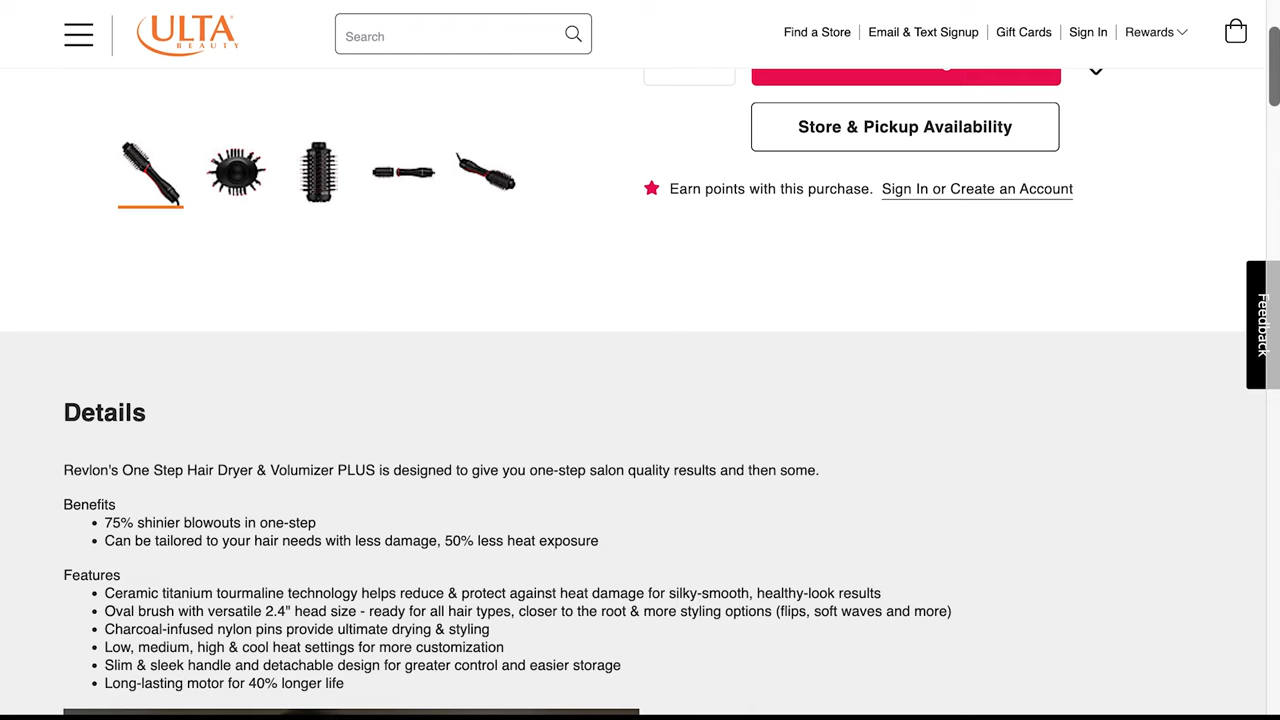 ULTA
BEAUTY
Search
Find a Store
Email & Text Signup
Gift Cards
Sign In
Rewards
Store & Pickup Availability
Earn points with this purchase. Sign In or Create an Account
Feedback
Details
Revlon's One Step Hair Dryer & Volumizer PLUS is designed to give you one-step salon quality results and then some.
Benefits
75% shinier blowouts in one-step
Can be tailored to your hair needs with less damage, 50% less heat exposure
Features
Ceramic titanium tourmaline technology helps reduce & protect against heat damage for silky-smooth, healthy-look results
Oval brush with versatile 2.4" head size - ready for all hair types, closer to the root & more styling options (flips, soft waves and more)
Charcoal-infused nylon pins provide ultimate drying & styling
Low, medium, high & cool heat settings for more customization
Slim & sleek handle and detachable design for greater control and easier storage
Long-lasting motor for 40% longer life